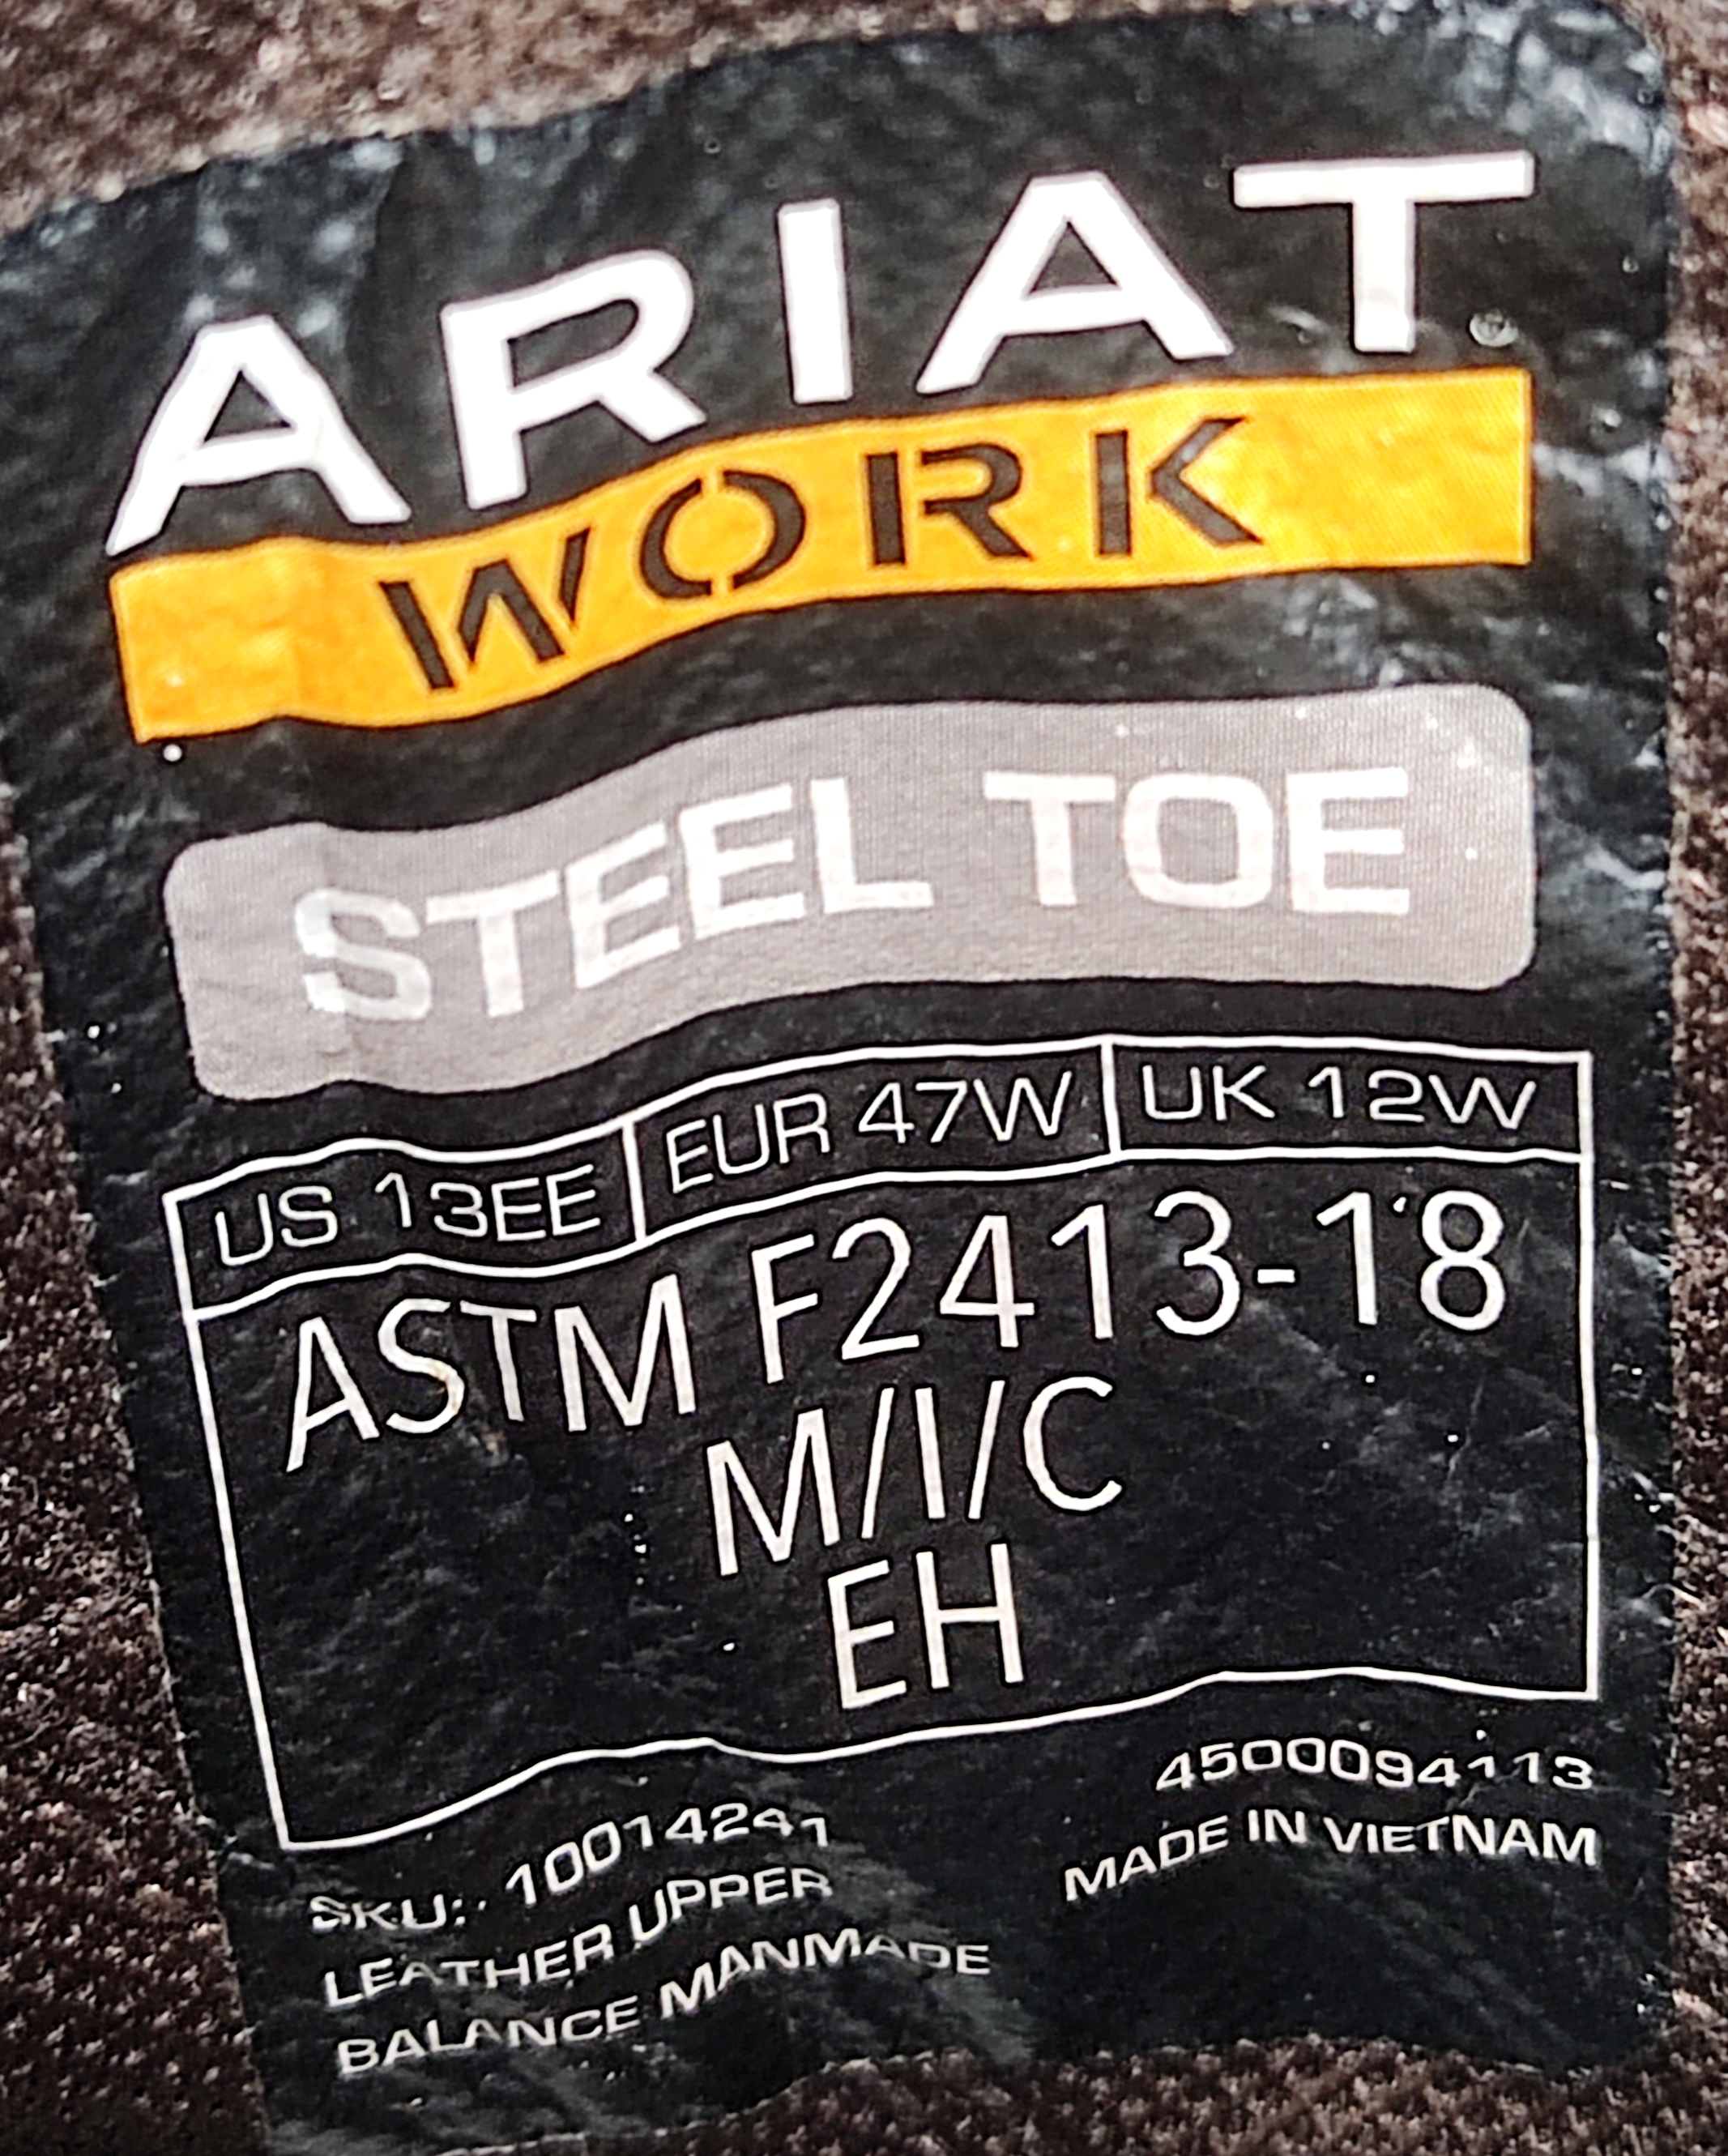 ARIAT
WORK
STEEL TOE
US 13EE EUR 47W UK 12W
ASTM F2413-18
M/I/C
EH
4500094113
MADE IN VIETNAM
SKU: 10014241
LEATHER UPPER
BALANCE MANMADE